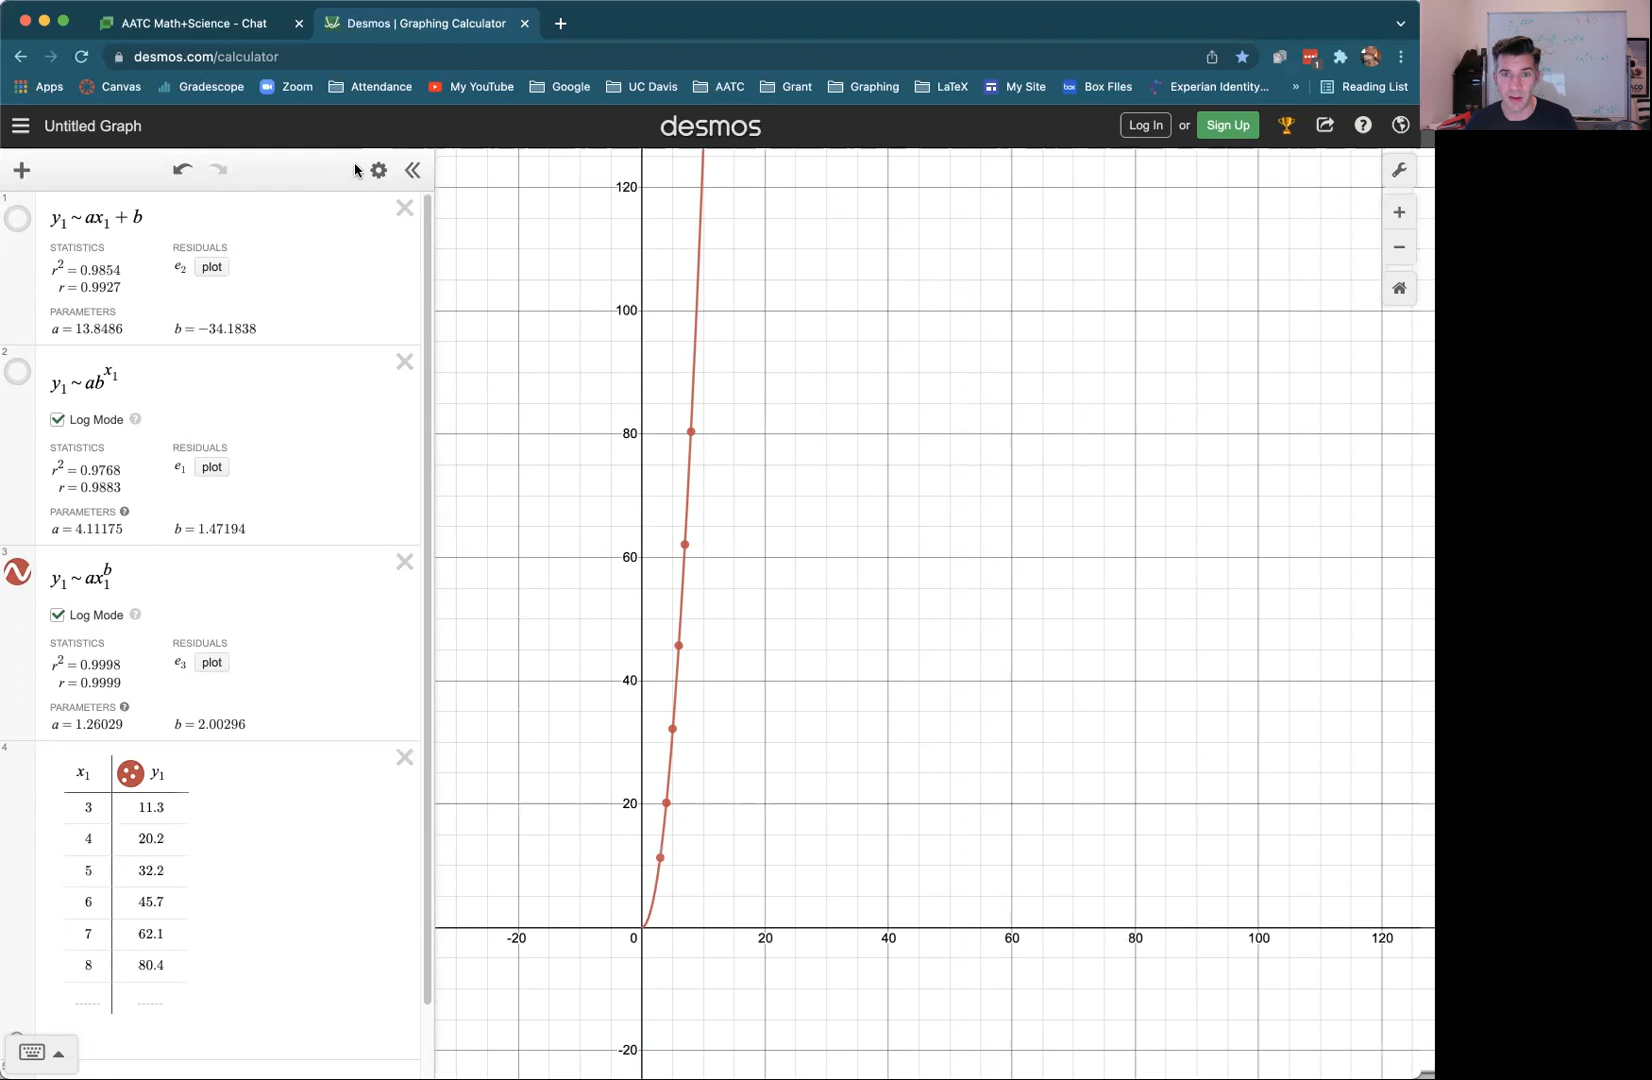 AATC Math+Science - Chat
Desmos | Graphing Calculator
desmos.com/calculator
1
Apps Canvas Gradescope Zoom Attendance My YouTube Google UC Davis AATC Grant Graphing LaTeX My Site Box FIles Experian Identity... » Reading List
Untitled Graph
desmos
Log In or Sign Up
1
y₁ ~ ax₁ + b
STATISTICS RESIDUALS
r² = 0.9854 e₂ plot
r = 0.9927
PARAMETERS
a = 13.8486 b = −34.1838
2
y₁ ~ ab^x₁
Log Mode ?
STATISTICS RESIDUALS
r² = 0.9768 e₁ plot
r = 0.9883
PARAMETERS ?
a = 4.11175 b = 1.47194
3
y₁ ~ ax₁^b
Log Mode ?
STATISTICS RESIDUALS
r² = 0.9998 e₃ plot
r = 0.9999
PARAMETERS ?
a = 1.26029 b = 2.00296
4
x₁ y₁
3 11.3
4 20.2
5 32.2
6 45.7
7 62.1
8 80.4
120
100
80
60
40
20
-20 0 20 40 60 80 100 120
-20